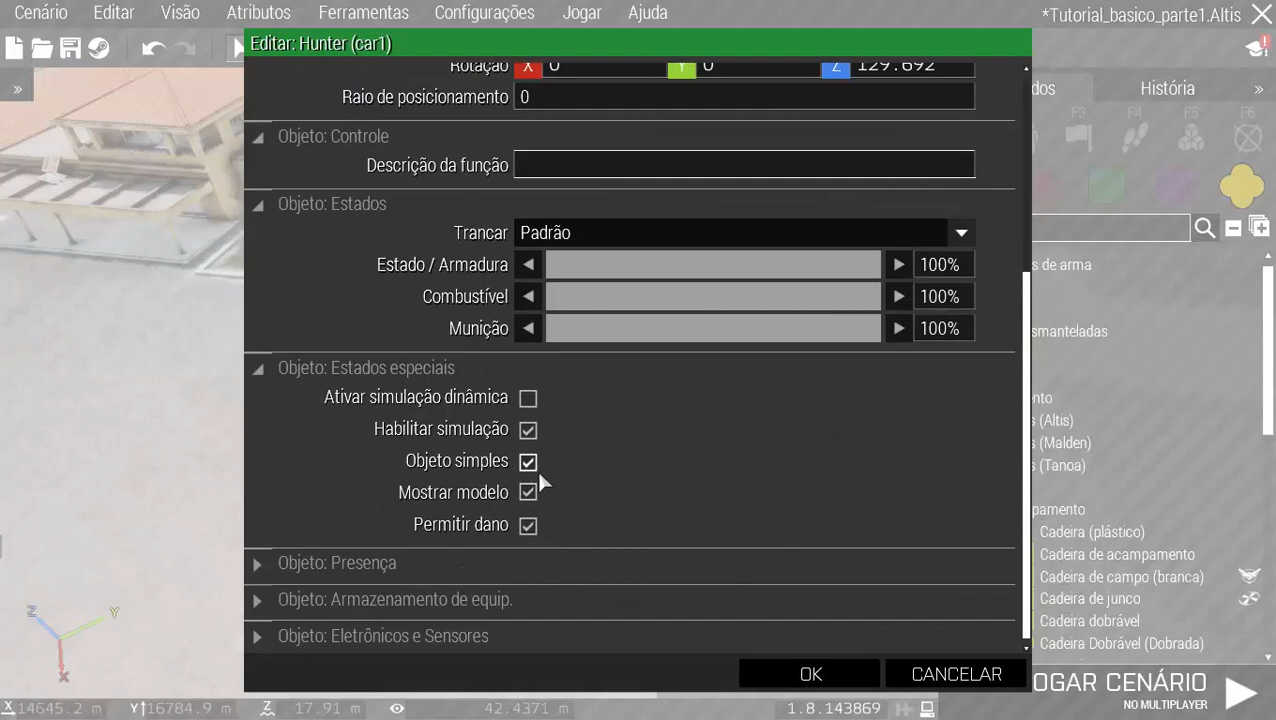 Cenário Editar Visão Atributos Ferramentas Configurações Jogar Ajuda *Tutorial_basico_parte1.Altis
Editar: Hunter (car1)
Rotação X 0 Y 0 Z 129.692
Raio de posicionamento 0
dos História
F3 F4 F5 F6
Objeto: Controle
Descrição da função
Objeto: Estados
Trancar Padrão
Estado / Armadura 100%
s de arma
Combustível 100%
Munição 100%
smanteladas
Objeto: Estados especiais
Ativar simulação dinâmica
nto
s (Altis)
Habilitar simulação
s (Malden)
Objeto simples
s (Tanoa)
Mostrar modelo
pamento
Permitir dano
Cadeira (plástico)
Cadeira de acampamento
Objeto: Presença
Cadeira de campo (branca)
Objeto: Armazenamento de equip.
Cadeira de junco
Cadeira dobrável
Objeto: Eletrônicos e Sensores
Cadeira Dobrável (Dobrada)
Z Y X
OK CANCELAR
OGAR CENÁRIO
NO MULTIPLAYER
X 14645.2 m Y 16784.9 m Z 17.91 m 42.4371 m 1.8.143869